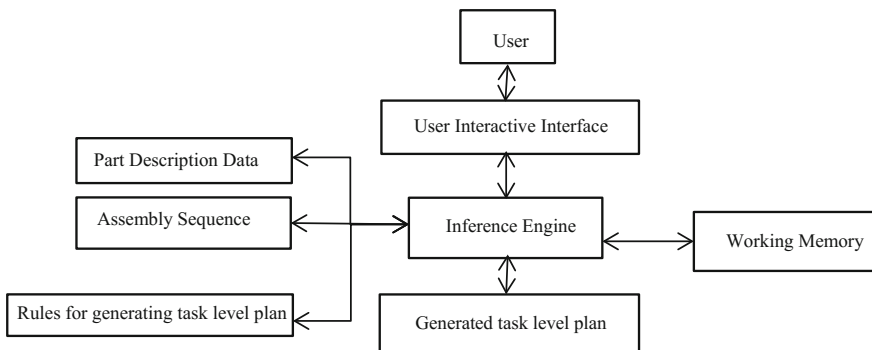 User
User Interactive Interface
Part Description Data
Assembly Sequence
Inference Engine
Working Memory
Rules for generating task level plan
Generated task level plan